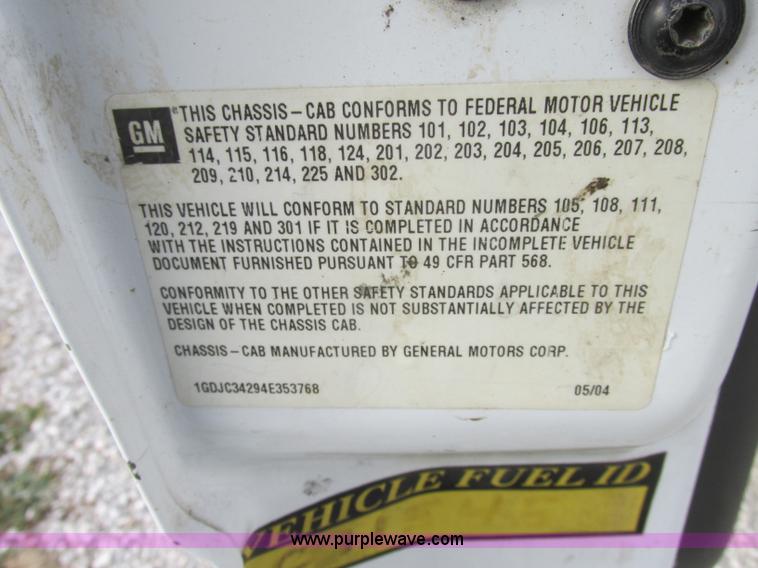 GM
THIS CHASSIS-CAB CONFORMS TO FEDERAL MOTOR VEHICLE
SAFETY STANDARD NUMBERS 101, 102, 103, 104, 106, 113,
114, 115, 116, 118, 124, 201, 202, 203, 204, 205, 206, 207, 208,
209, 210, 214, 225 AND 302.
THIS VEHICLE WILL CONFORM TO STANDARD NUMBERS 105, 108, 111,
120, 212, 219 AND 301 IF IT IS COMPLETED IN ACCORDANCE
WITH THE INSTRUCTIONS CONTAINED IN THE INCOMPLETE VEHICLE
DOCUMENT FURNISHED PURSUANT TO 49 CFR PART 568.
CONFORMITY TO THE OTHER SAFETY STANDARDS APPLICABLE TO THIS
VEHICLE WHEN COMPLETED IS NOT SUBSTANTIALLY AFFECTED BY THE
DESIGN OF THE CHASSIS CAB.
CHASSIS-CAB MANUFACTURED BY GENERAL MOTORS CORP.
1GDJC34294E353768 05/04
VEHICLE FUEL ID
www.purplewave.com